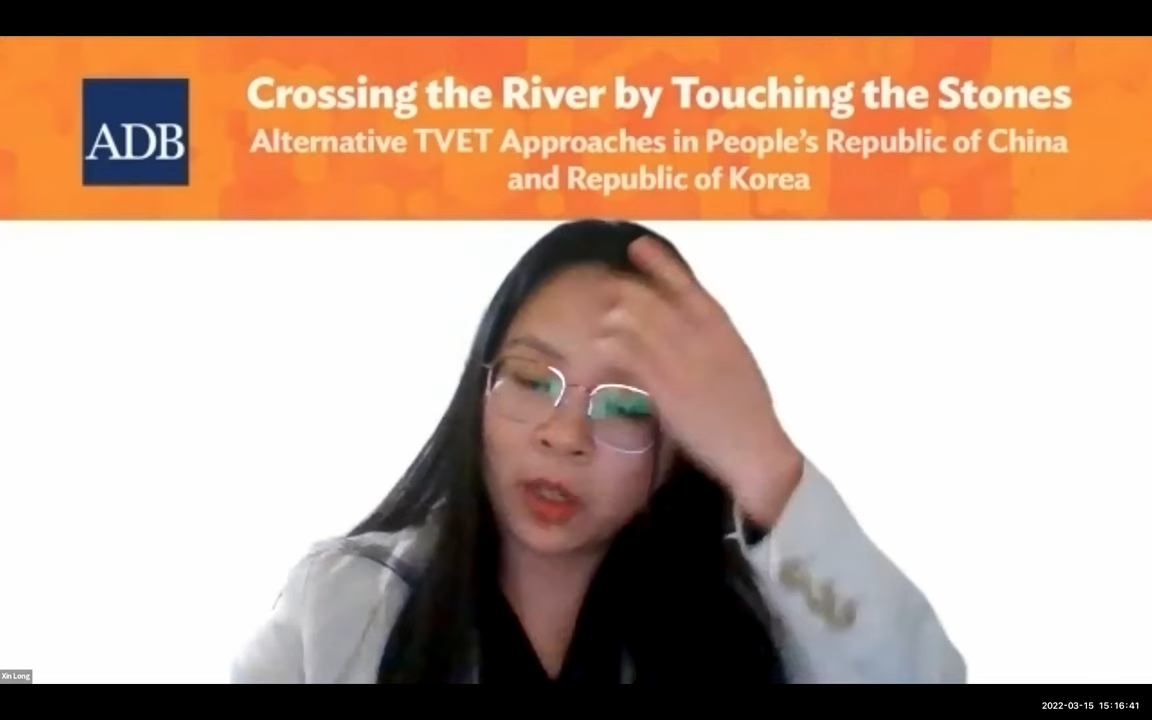 ADB
Crossing the River by Touching the Stones
Alternative TVET Approaches in People's Republic of China
and Republic of Korea
Xin Long
2022-03-15 15:16:41